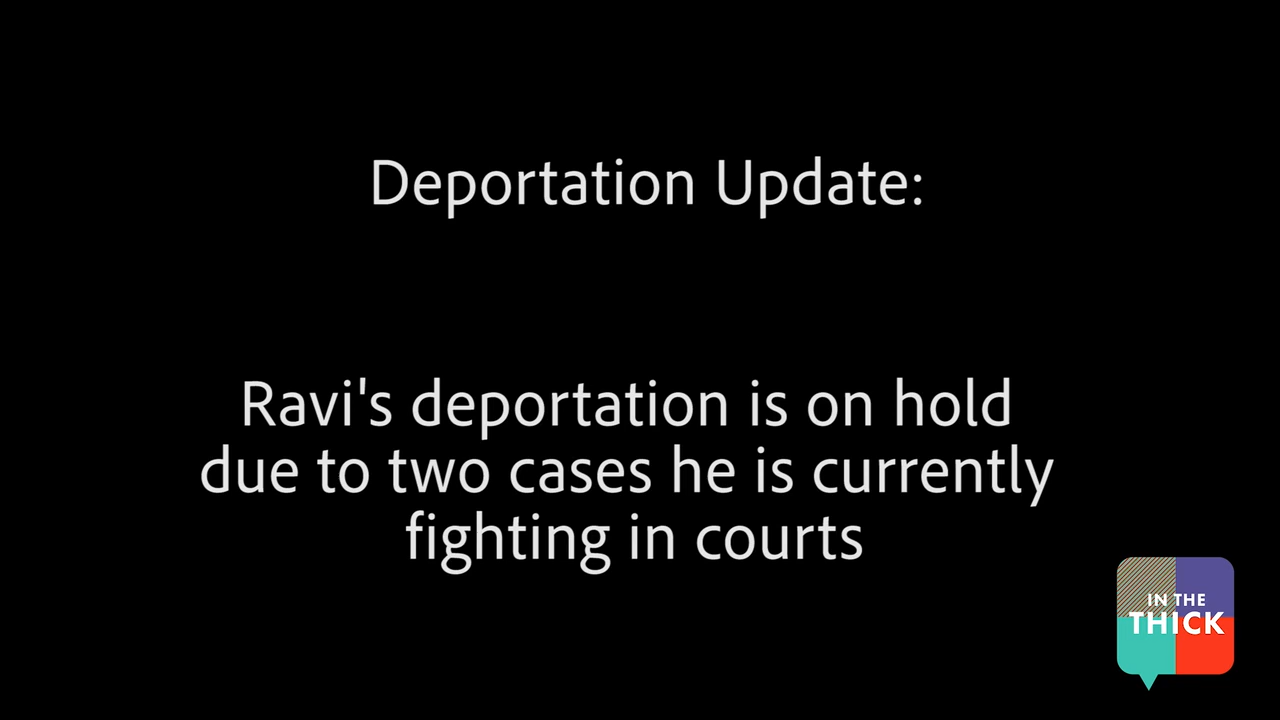 Deportation Update:
Ravi's deportation is on hold
due to two cases he is currently
fighting in courts
IN THE
THICK